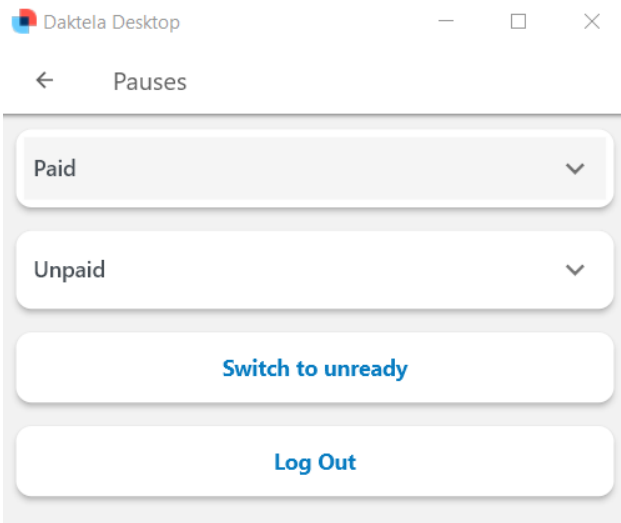 Daktela Desktop
Pauses
Paid
Unpaid
Switch to unready
Log Out